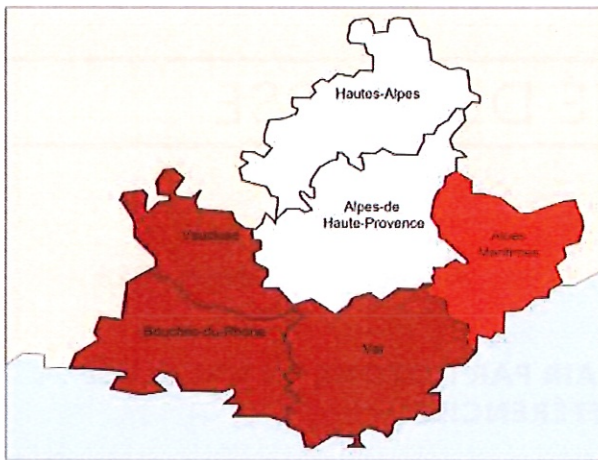 Hautes-Alpes
Alpes-de
Haute-Provence
Vaucluse
Alpes
Maritimes
Bouches-du-Rhône
Var